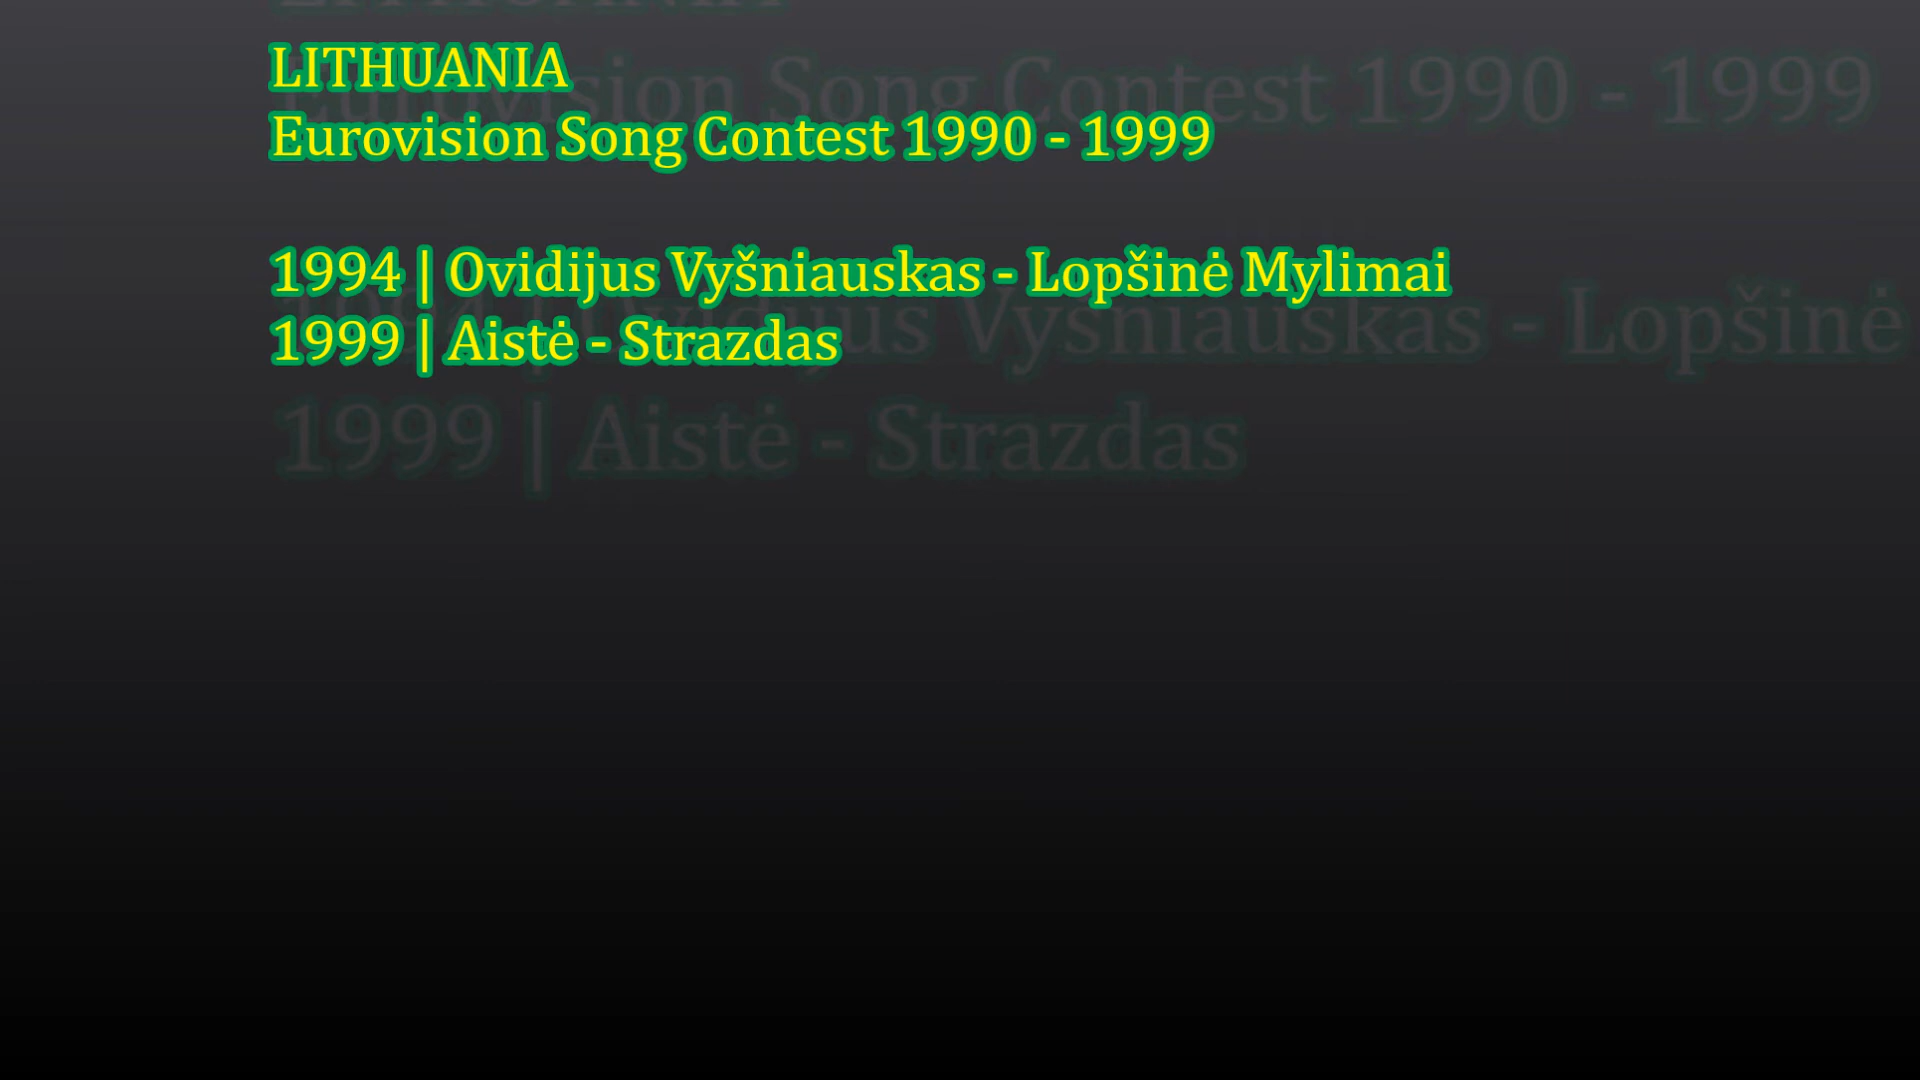 LITHUANIA
Eurovision Song Contest 1990 - 1999
1994 | Ovidijus Vyšniauskas - Lopšinė Mylimai
1999 | Aistė - Strazdas